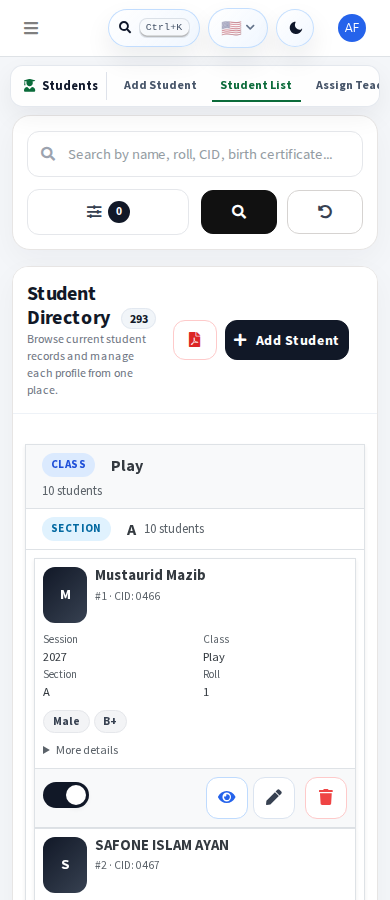 Ctrl+K
AF
Students
Add Student
Student List
Assign Tea
Search by name, roll, CID, birth certificate...
0
Student Directory 293
Browse current student
records and manage
each profile from one
place.
Add Student
CLASS Play
10 students
SECTION A 10 students
M
Mustaurid Mazib
#1 · CID: 0466
Session
2027
Class
Play
Section
A
Roll
1
Male B+
More details
S
SAFONE ISLAM AYAN
#2 · CID: 0467